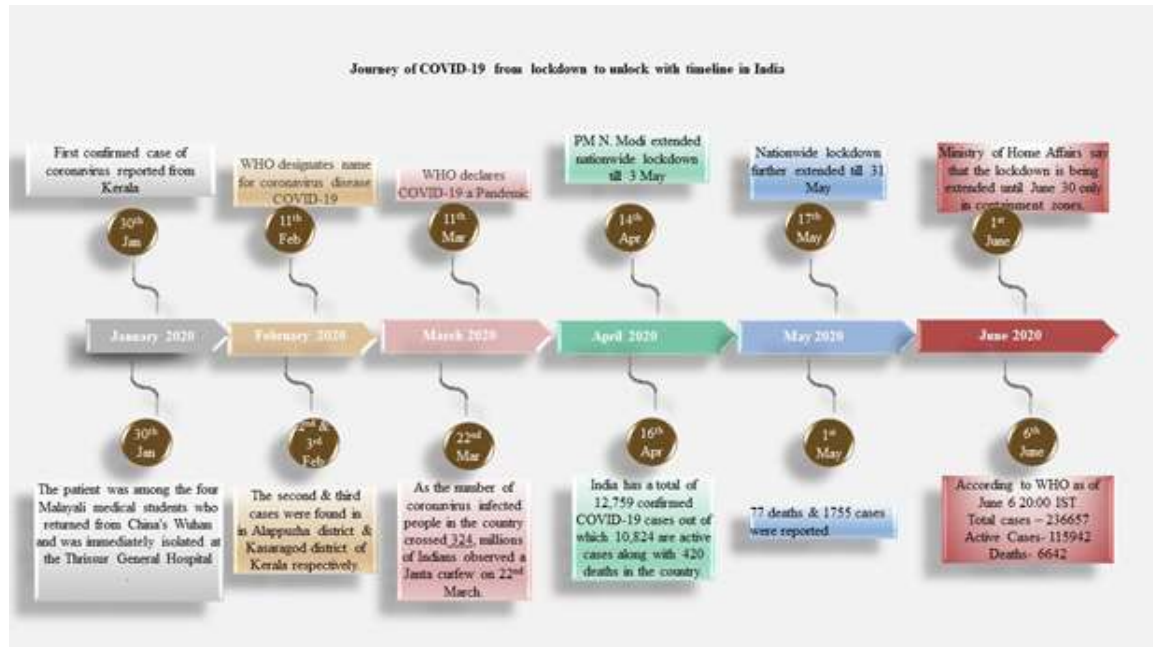 Journey of COVID-19 from lockdown to unlock with timeline in India
First confirmed case of
coronavirus reported from
Kerala
30th
Jan
WHO designates name
for coronavirus disease
COVID-19
11th
Feb
WHO declares
COVID-19 a Pandemic
11th
Mar
PM N. Modi extended
nationwide lockdown
till 3 May
14th
Apr
Nationwide lockdown
further extended till 31
May
17th
May
Ministry of Home Affairs say
that the lockdown is being
extended until June 30 only
in containment zones.
1st
June
January 2020
February 2020
March 2020
April 2020
May 2020
June 2020
30th
Jan
The patient was among the four
Malayali medical students who
returned from China's Wuhan
and was immediately isolated at
the Thrissur General Hospital
.
2nd &
3rd
Feb
The second & third
cases were found in
in Alappuzha district &
Kasaragod district of
Kerala respectively.
22nd
Mar
As the number of
coronavirus infected
people in the country
crossed 324, millions
of Indians observed a
Janta curfew on 22nd
March.
16th
Apr
India has a total of
12,759 confirmed
COVID-19 cases out of
which 10,824 are active
cases along with 420
deaths in the country.
1st
May
77 deaths & 1755 cases
were reported
6th
June
According to WHO as of
June 6 20:00 IST
Total cases – 236657
Active Cases- 115942
Deaths- 6642